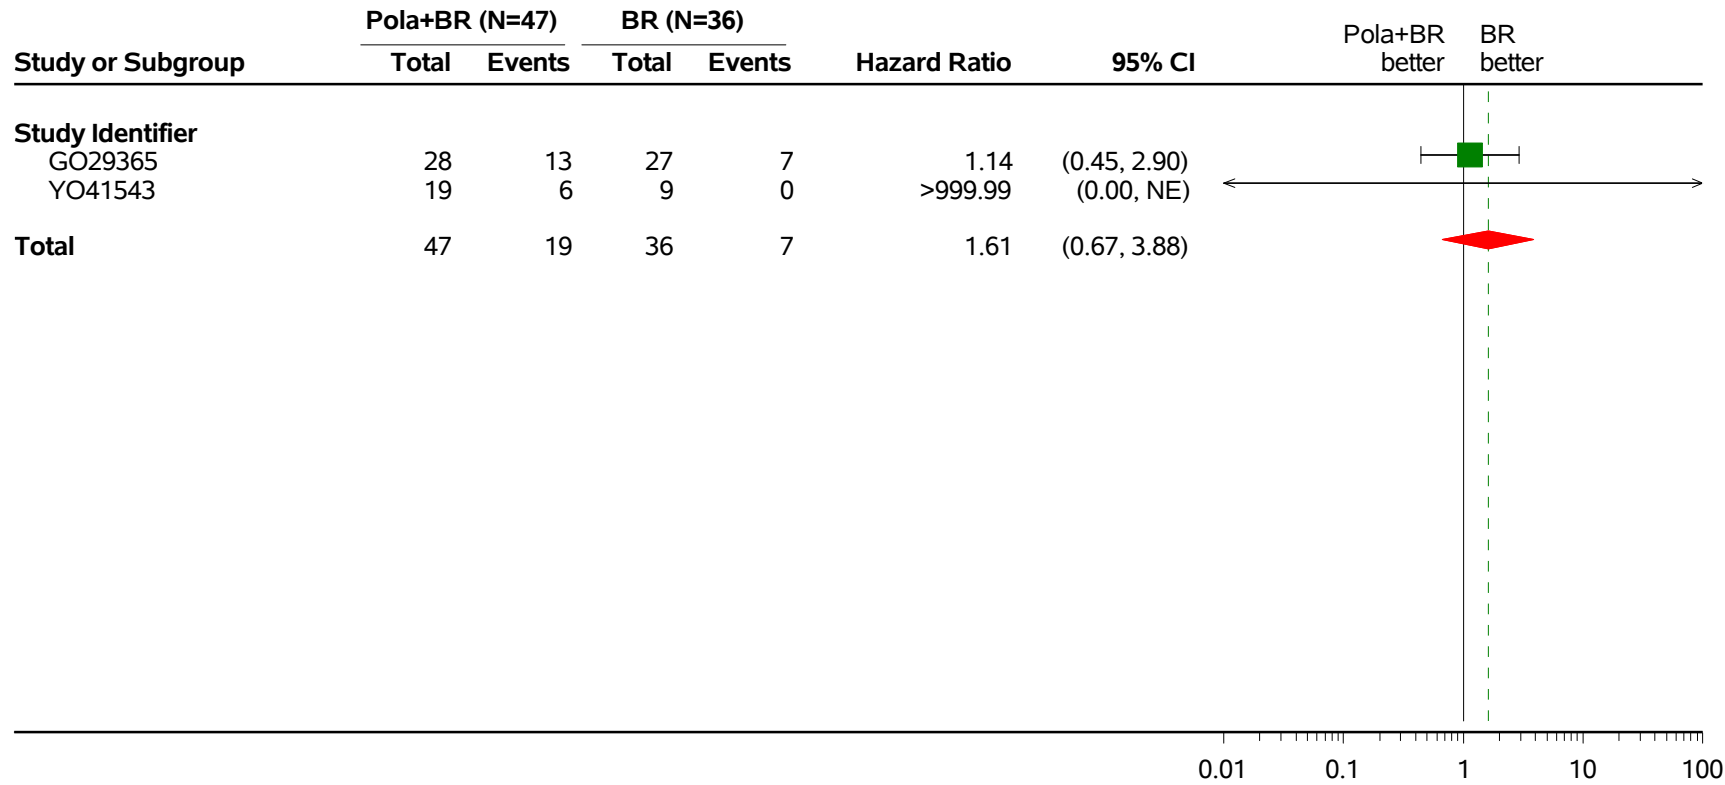 Pola+BR (N=47) BR (N=36) Pola+BR BR
Study or Subgroup Total Events Total Events Hazard Ratio 95% CI better better
Study Identifier
GO29365 28 13 27 7 1.14 (0.45, 2.90)
YO41543 19 6 9 0 >999.99 (0.00, NE)
Total 47 19 36 7 1.61 (0.67, 3.88)
0.01 0.1 1 10 100